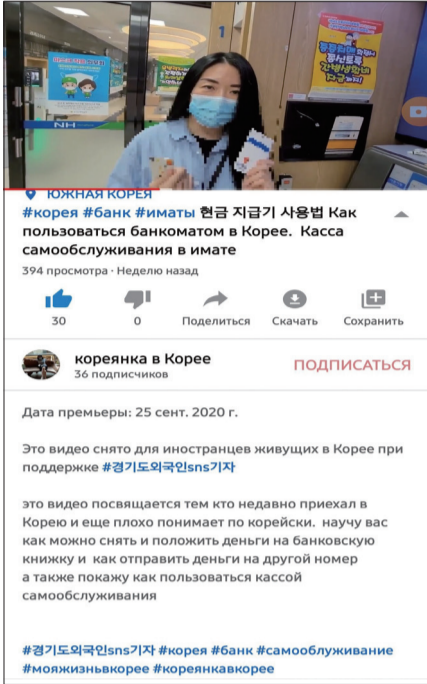 NH
ЮЖНАЯ КОРЕЯ
#корея #банк #иматы 현금 지급기 사용법 Как
пользоваться банкоматом в Корее. Касса
самообслуживания в имате
394 просмотра · Неделю назад
30
0
Поделиться
Скачать
Сохранить
кореянка в Корее
36 подписчиков
ПОДПИСАТЬСЯ
Дата премьеры: 25 сент. 2020 г.
Это видео снято для иностранцев живущих в Корее при
поддержке #경기도외국인sns기자
это видео посвящается тем кто недавно приехал в
Корею и еще плохо понимает по корейски. научу вас
как можно снять и положить деньги на банковскую
книжку и как отправить деньги на другой номер
а также покажу как пользоваться кассой
самообслуживания
#경기도외국인sns기자 #корея #банк #самооблуживание
#мояжизньвкорее #кореянкавкорее